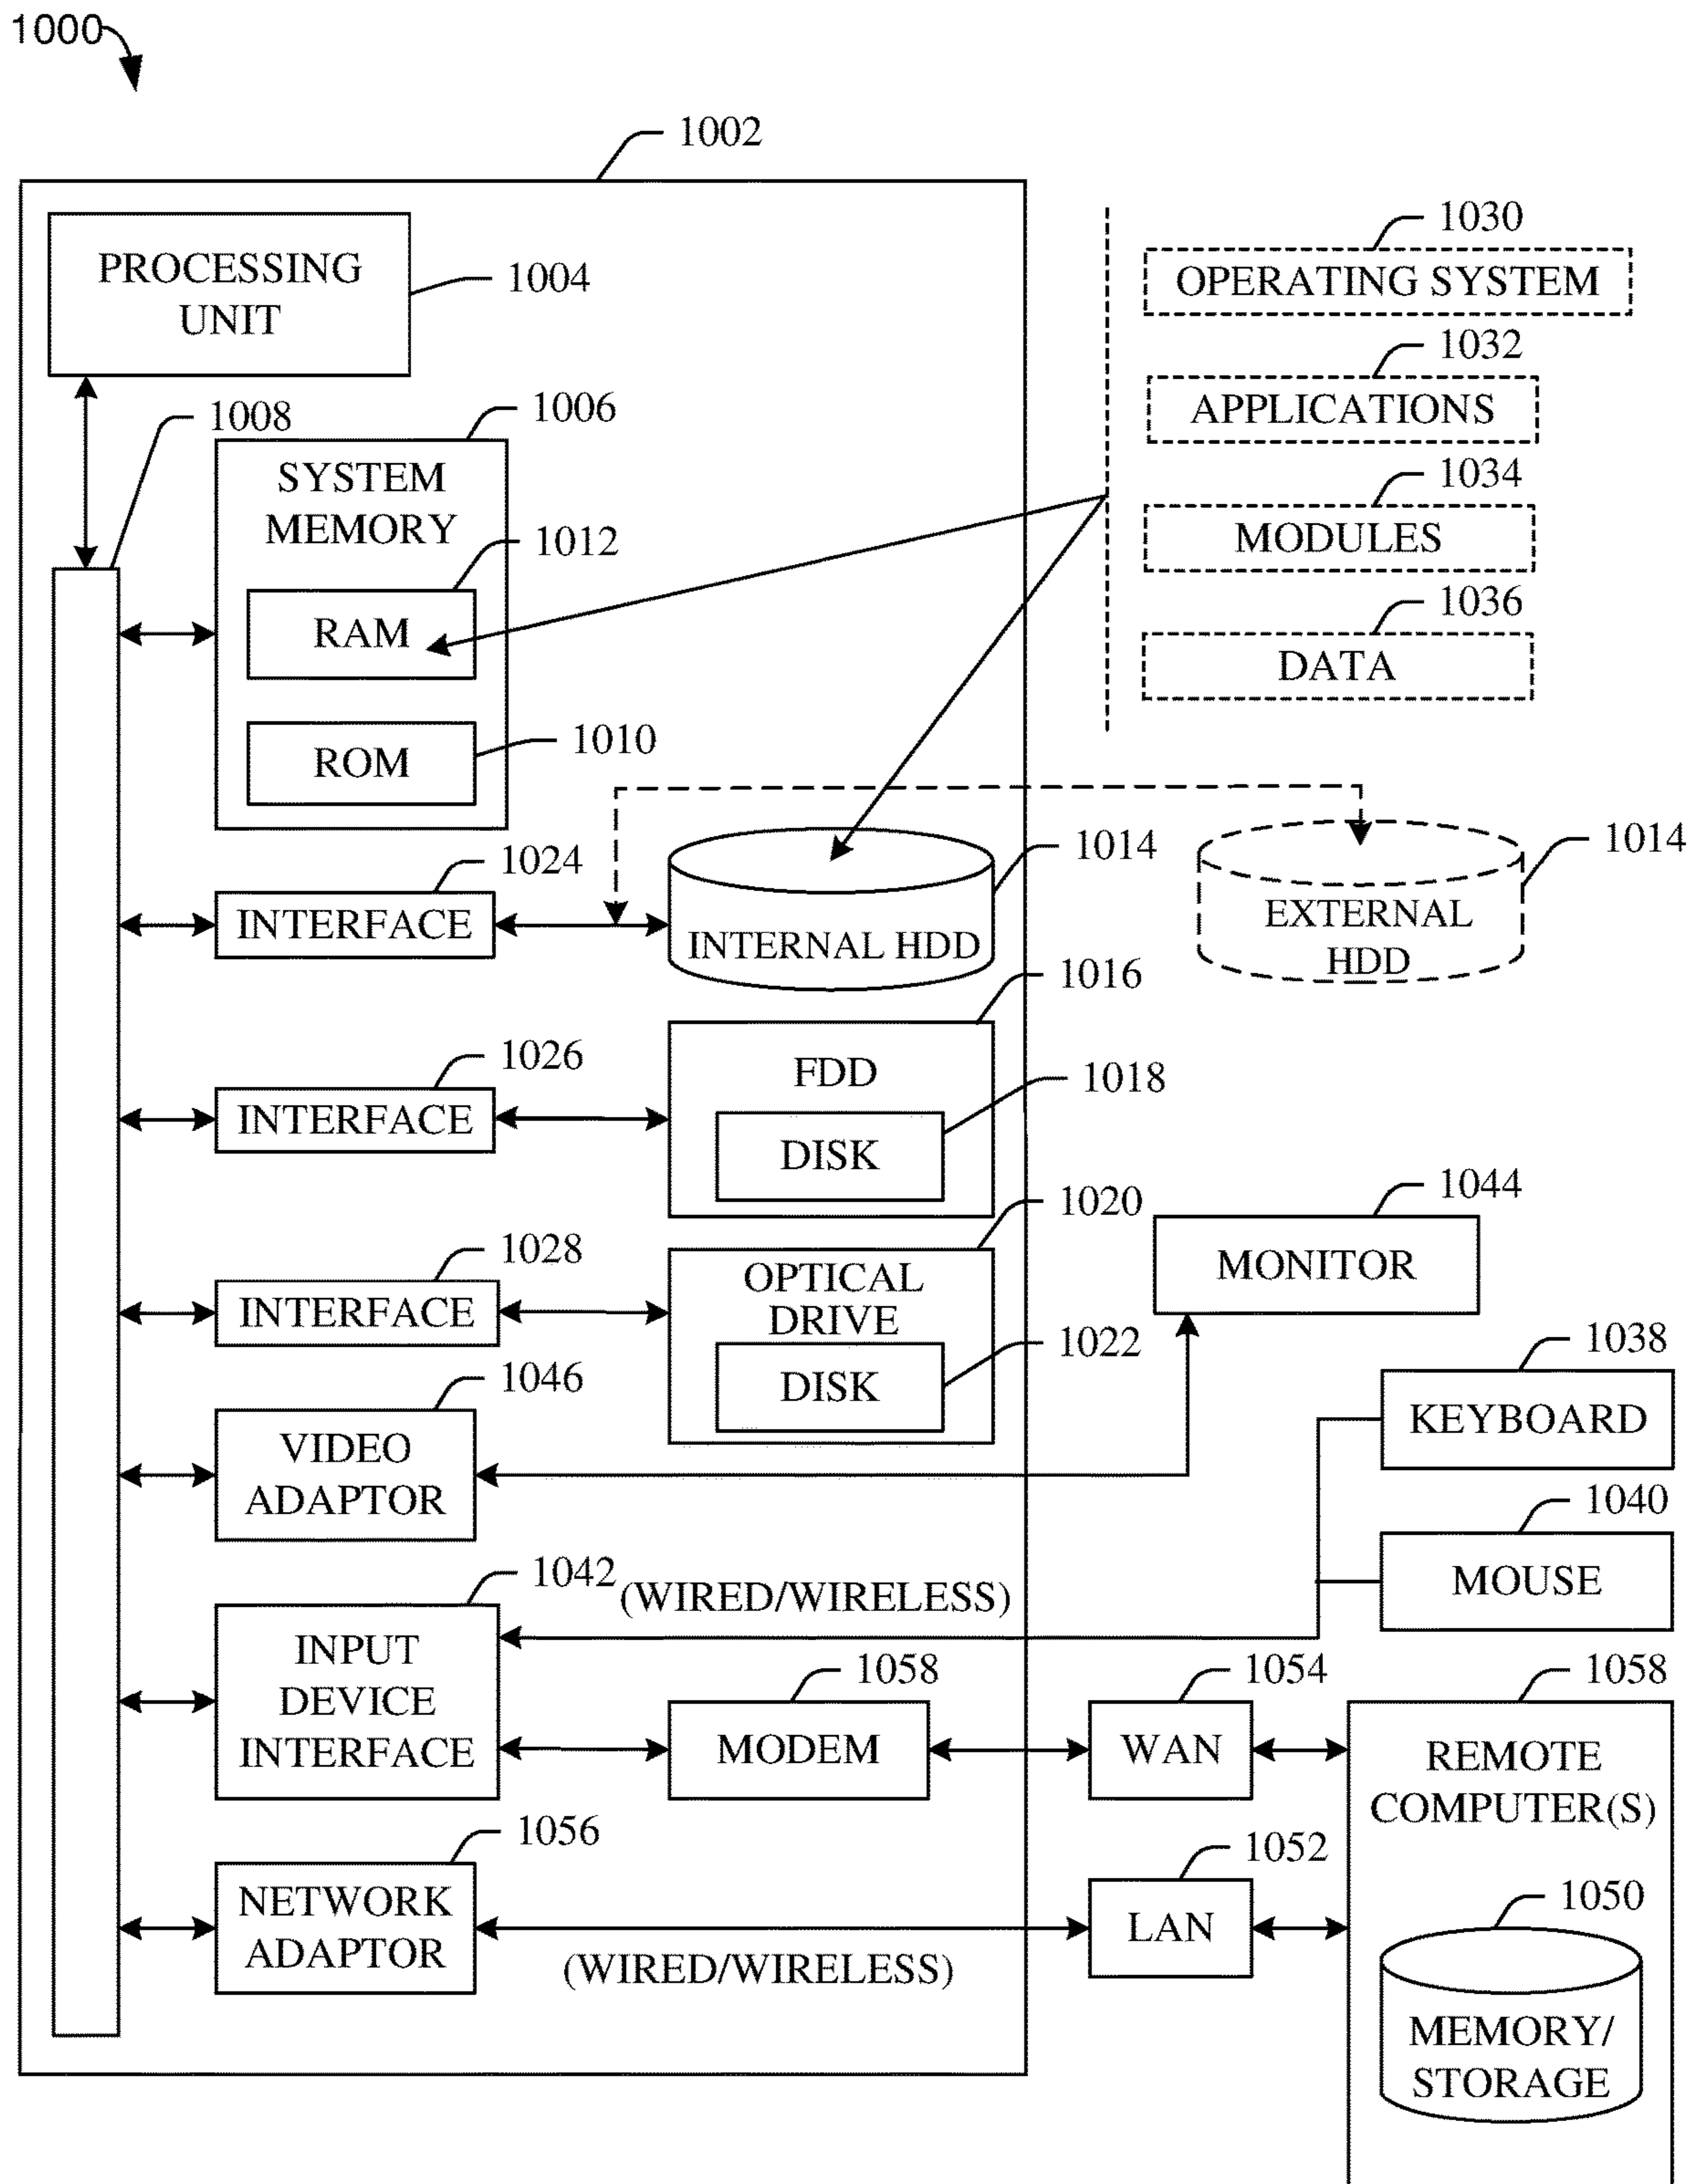 1000
1002
PROCESSING
UNIT
1004
1030
OPERATING SYSTEM
1032
APPLICATIONS
1034
MODULES
1036
DATA
1008
1006
SYSTEM
MEMORY
1012
RAM
1010
ROM
1024
INTERFACE
1014
INTERNAL HDD
1014
EXTERNAL
HDD
1026
INTERFACE
1016
FDD
1018
DISK
1028
INTERFACE
1020
OPTICAL
DRIVE
1022
DISK
1044
MONITOR
1046
VIDEO
ADAPTOR
1038
KEYBOARD
1040
MOUSE
1042
(WIRED/WIRELESS)
INPUT
DEVICE
INTERFACE
1058
MODEM
1054
WAN
1058
REMOTE
COMPUTER(S)
1056
NETWORK
ADAPTOR
(WIRED/WIRELESS)
1052
LAN
1050
MEMORY/
STORAGE